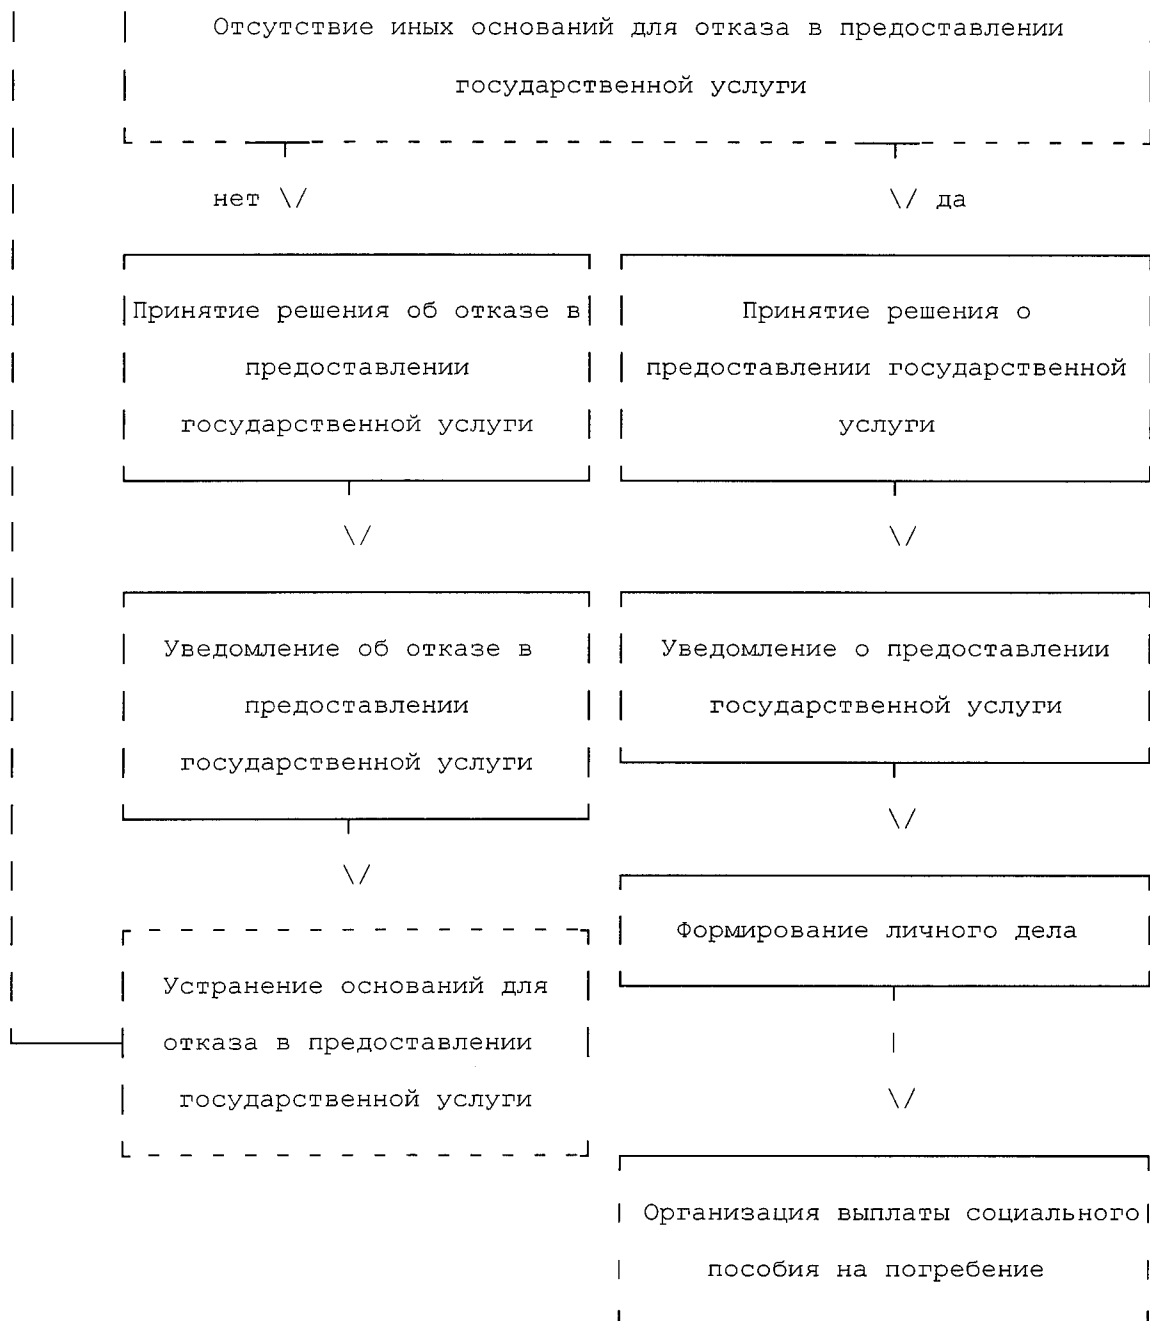 Отсутствие иных оснований для отказа в предоставлении
государственной услуги
нет \/
\/ да
Принятие решения об отказе в
предоставлении
государственной услуги
Принятие решения о
предоставлении государственной
услуги
\/
\/
Уведомление об отказе в
предоставлении
государственной услуги
Уведомление о предоставлении
государственной услуги
\/
\/
Формирование личного дела
Устранение оснований для
отказа в предоставлении
государственной услуги
\/
Организация выплаты социального
пособия на погребение